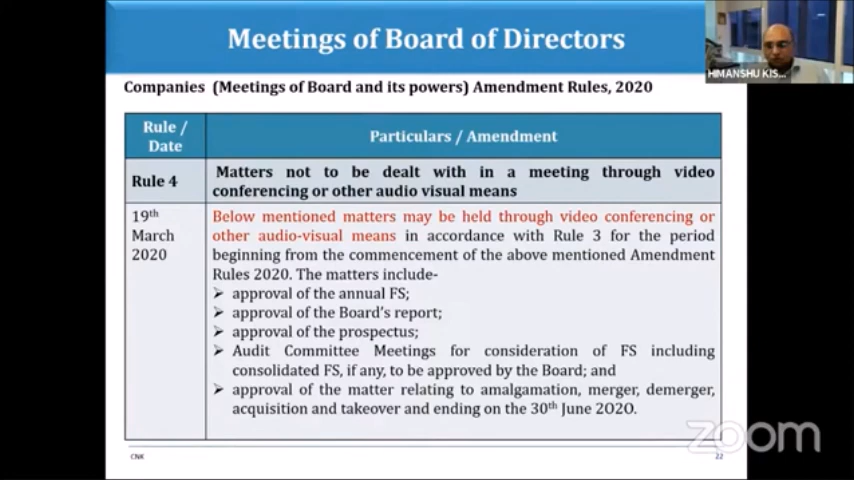 Meetings of Board of Directors
HIMANSHU KIS...
Companies (Meetings of Board and its powers) Amendment Rules, 2020
Rule /
Date
Particulars / Amendment
Rule 4
Matters not to be dealt with in a meeting through video
conferencing or other audio visual means
19th
March
2020
Below mentioned matters may be held through video conferencing or
other audio-visual means in accordance with Rule 3 for the period
beginning from the commencement of the above mentioned Amendment
Rules 2020. The matters include-
➢ approval of the annual FS;
➢ approval of the Board's report;
➢ approval of the prospectus;
➢ Audit Committee Meetings for consideration of FS including
consolidated FS, if any, to be approved by the Board; and
➢ approval of the matter relating to amalgamation, merger, demerger,
acquisition and takeover and ending on the 30th June 2020.
zoom
CNK
22